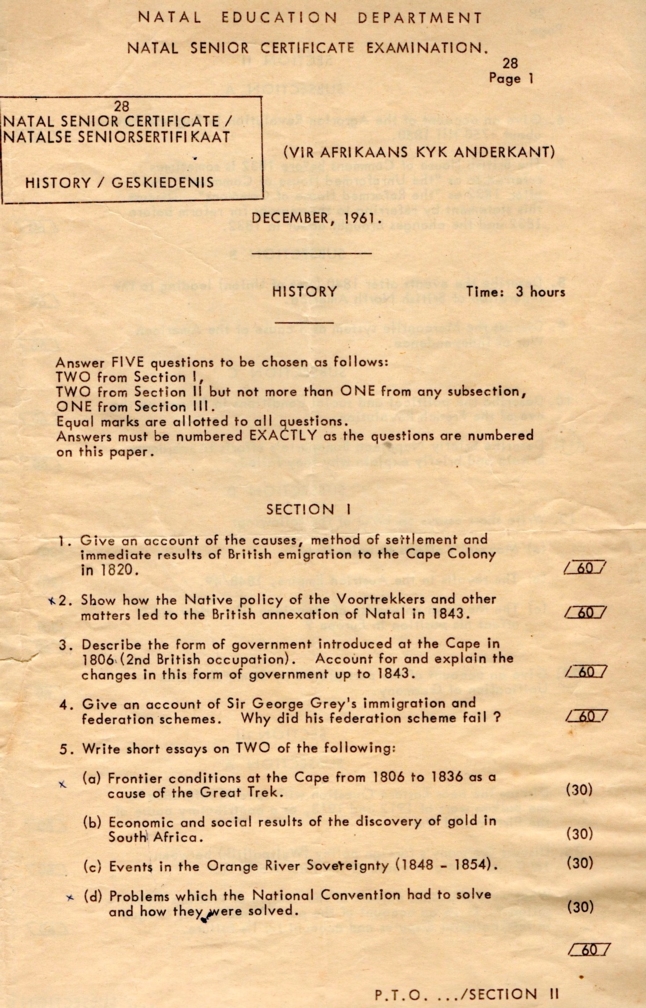 NATAL EDUCATION DEPARTMENT
NATAL SENIOR CERTIFICATE EXAMINATION.
28
Page 1
28
NATAL SENIOR CERTIFICATE /
NATALSE SENIORSERTIFIKAAT
HISTORY / GESKIEDENIS
(VIR AFRIKAANS KYK ANDERKANT)
DECEMBER, 1961.
HISTORY Time: 3 hours
Answer FIVE questions to be chosen as follows:
TWO from Section I,
TWO from Section II but not more than ONE from any subsection,
ONE from Section III.
Equal marks are allotted to all questions.
Answers must be numbered EXACTLY as the questions are numbered
on this paper.
SECTION I
1. Give an account of the causes, method of settlement and
immediate results of British emigration to the Cape Colony
in 1820. /60/
x2. Show how the Native policy of the Voortrekkers and other
matters led to the British annexation of Natal in 1843. /60/
3. Describe the form of government introduced at the Cape in
1806 (2nd British occupation). Account for and explain the
changes in this form of government up to 1843. /60/
4. Give an account of Sir George Grey's immigration and
federation schemes. Why did his federation scheme fail ? /60/
5. Write short essays on TWO of the following:
x (a) Frontier conditions at the Cape from 1806 to 1836 as a
cause of the Great Trek. (30)
(b) Economic and social results of the discovery of gold in
South Africa. (30)
(c) Events in the Orange River Sovereignty (1848 - 1854). (30)
x (d) Problems which the National Convention had to solve
and how they were solved. (30)
/60/
P.T.O. .../SECTION II